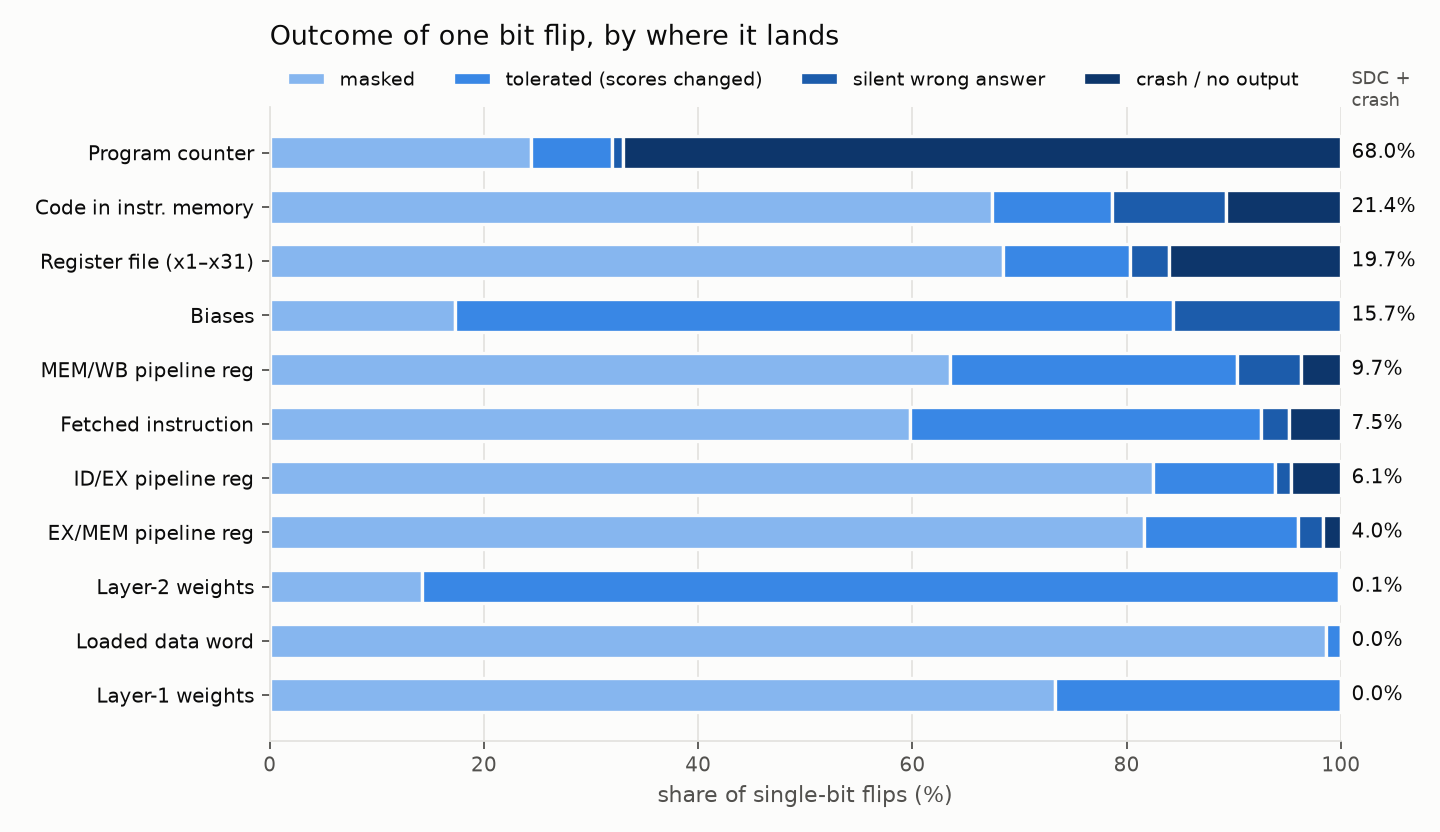 Outcome of one bit flip, by where it lands
masked
tolerated (scores changed)
silent wrong answer
crash / no output
SDC +
crash
Program counter
68.0%
Code in instr. memory
21.4%
Register file (x1–x31)
19.7%
Biases
15.7%
MEM/WB pipeline reg
9.7%
Fetched instruction
7.5%
ID/EX pipeline reg
6.1%
EX/MEM pipeline reg
4.0%
Layer-2 weights
0.1%
Loaded data word
0.0%
Layer-1 weights
0.0%
0 20 40 60 80 100
share of single-bit flips (%)